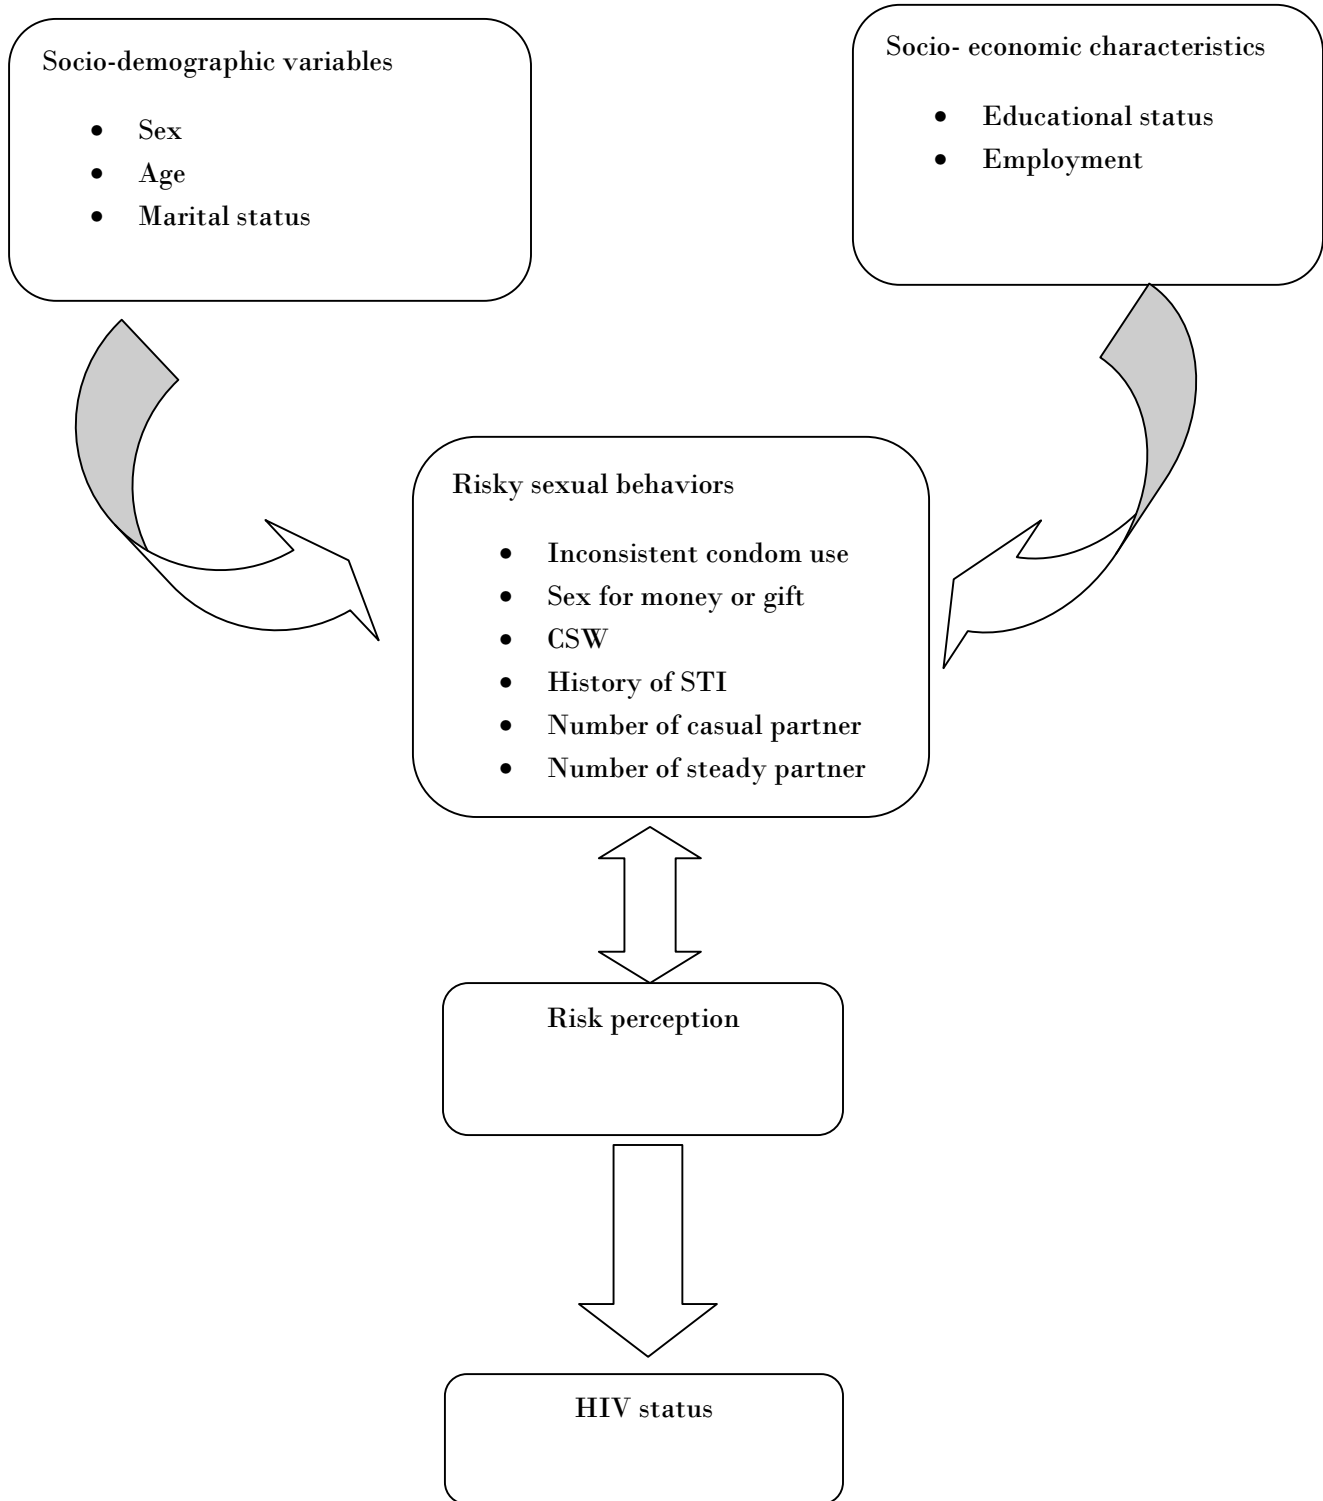 Socio-demographic variables
• Sex
• Age
• Marital status
Socio- economic characteristics
• Educational status
• Employment
Risky sexual behaviors
• Inconsistent condom use
• Sex for money or gift
• CSW
• History of STI
• Number of casual partner
• Number of steady partner
Risk perception
HIV status